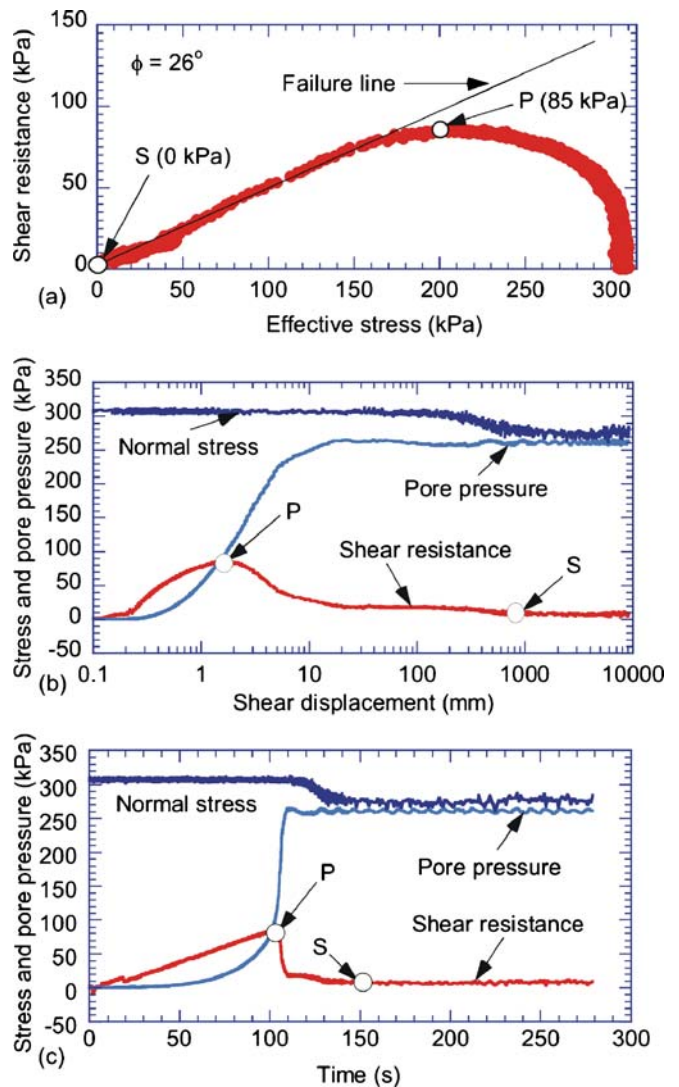 150
100
50
0
Shear resistance (kPa)
ϕ = 26°
Failure line
P (85 kPa)
S (0 kPa)
(a)
0 50 100 150 200 250 300
Effective stress (kPa)
350
300
250
200
150
100
50
0
-50
Stress and pore pressure (kPa)
Normal stress
Pore pressure
P
Shear resistance
S
(b)
0.1 1 10 100 1000 10000
Shear displacement (mm)
350
300
250
200
150
100
50
0
-50
Stress and pore pressure (kPa)
Normal stress
Pore pressure
P
Shear resistance
S
(c)
0 50 100 150 200 250 300
Time (s)